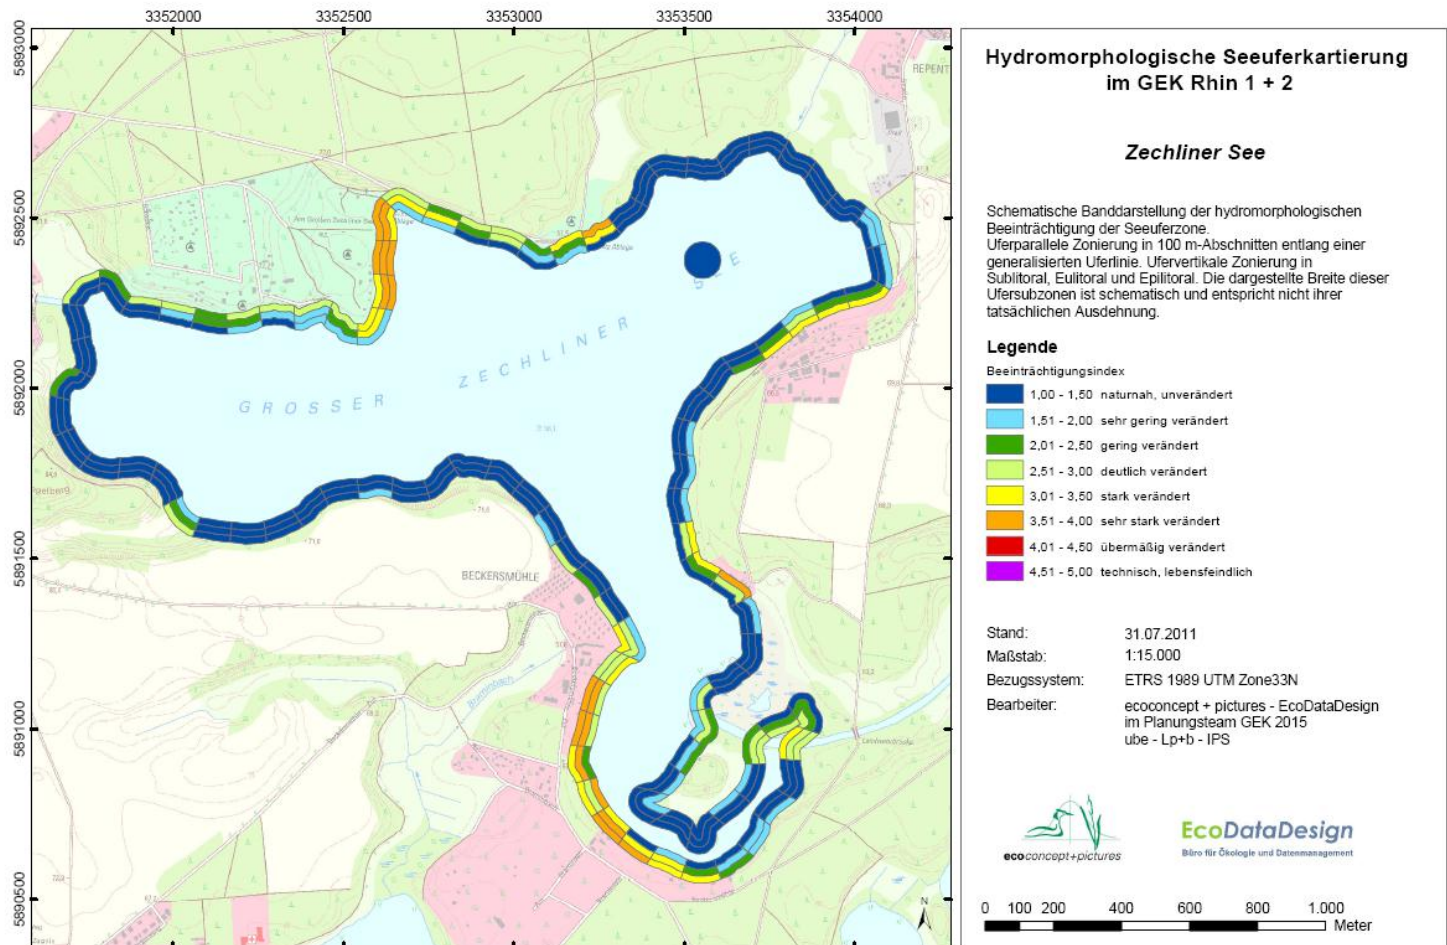 3352000 3352500 3353000 3353500 3354000
5893000
5892500
5892000
5891500
5891000
5890500
REPENT
GROSSER ZECHLINER SEE
BECKERSMÜHLE
N
Hydromorphologische Seeuferkartierung
im GEK Rhin 1 + 2
Zechliner See
Schematische Banddarstellung der hydromorphologischen
Beeinträchtigung der Seeuferzone.
Uferparallele Zonierung in 100 m-Abschnitten entlang einer
generalisierten Uferlinie. Ufervertikale Zonierung in
Sublitoral, Eulitoral und Epilitoral. Die dargestellte Breite dieser
Ufersubzonen ist schematisch und entspricht nicht ihrer
tatsächlichen Ausdehnung.
Legende
Beeinträchtigungsindex
1,00 - 1,50 naturnah, unverändert
1,51 - 2,00 sehr gering verändert
2,01 - 2,50 gering verändert
2,51 - 3,00 deutlich verändert
3,01 - 3,50 stark verändert
3,51 - 4,00 sehr stark verändert
4,01 - 4,50 übermäßig verändert
4,51 - 5,00 technisch, lebensfeindlich
Stand: 31.07.2011
Maßstab: 1:15.000
Bezugssystem: ETRS 1989 UTM Zone33N
Bearbeiter: ecoconcept + pictures - EcoDataDesign
im Planungsteam GEK 2015
ube - Lp+b - IPS
ecoconcept+pictures
EcoDataDesign
Büro für Ökologie und Datenmanagement
0 100 200 400 600 800 1.000
Meter